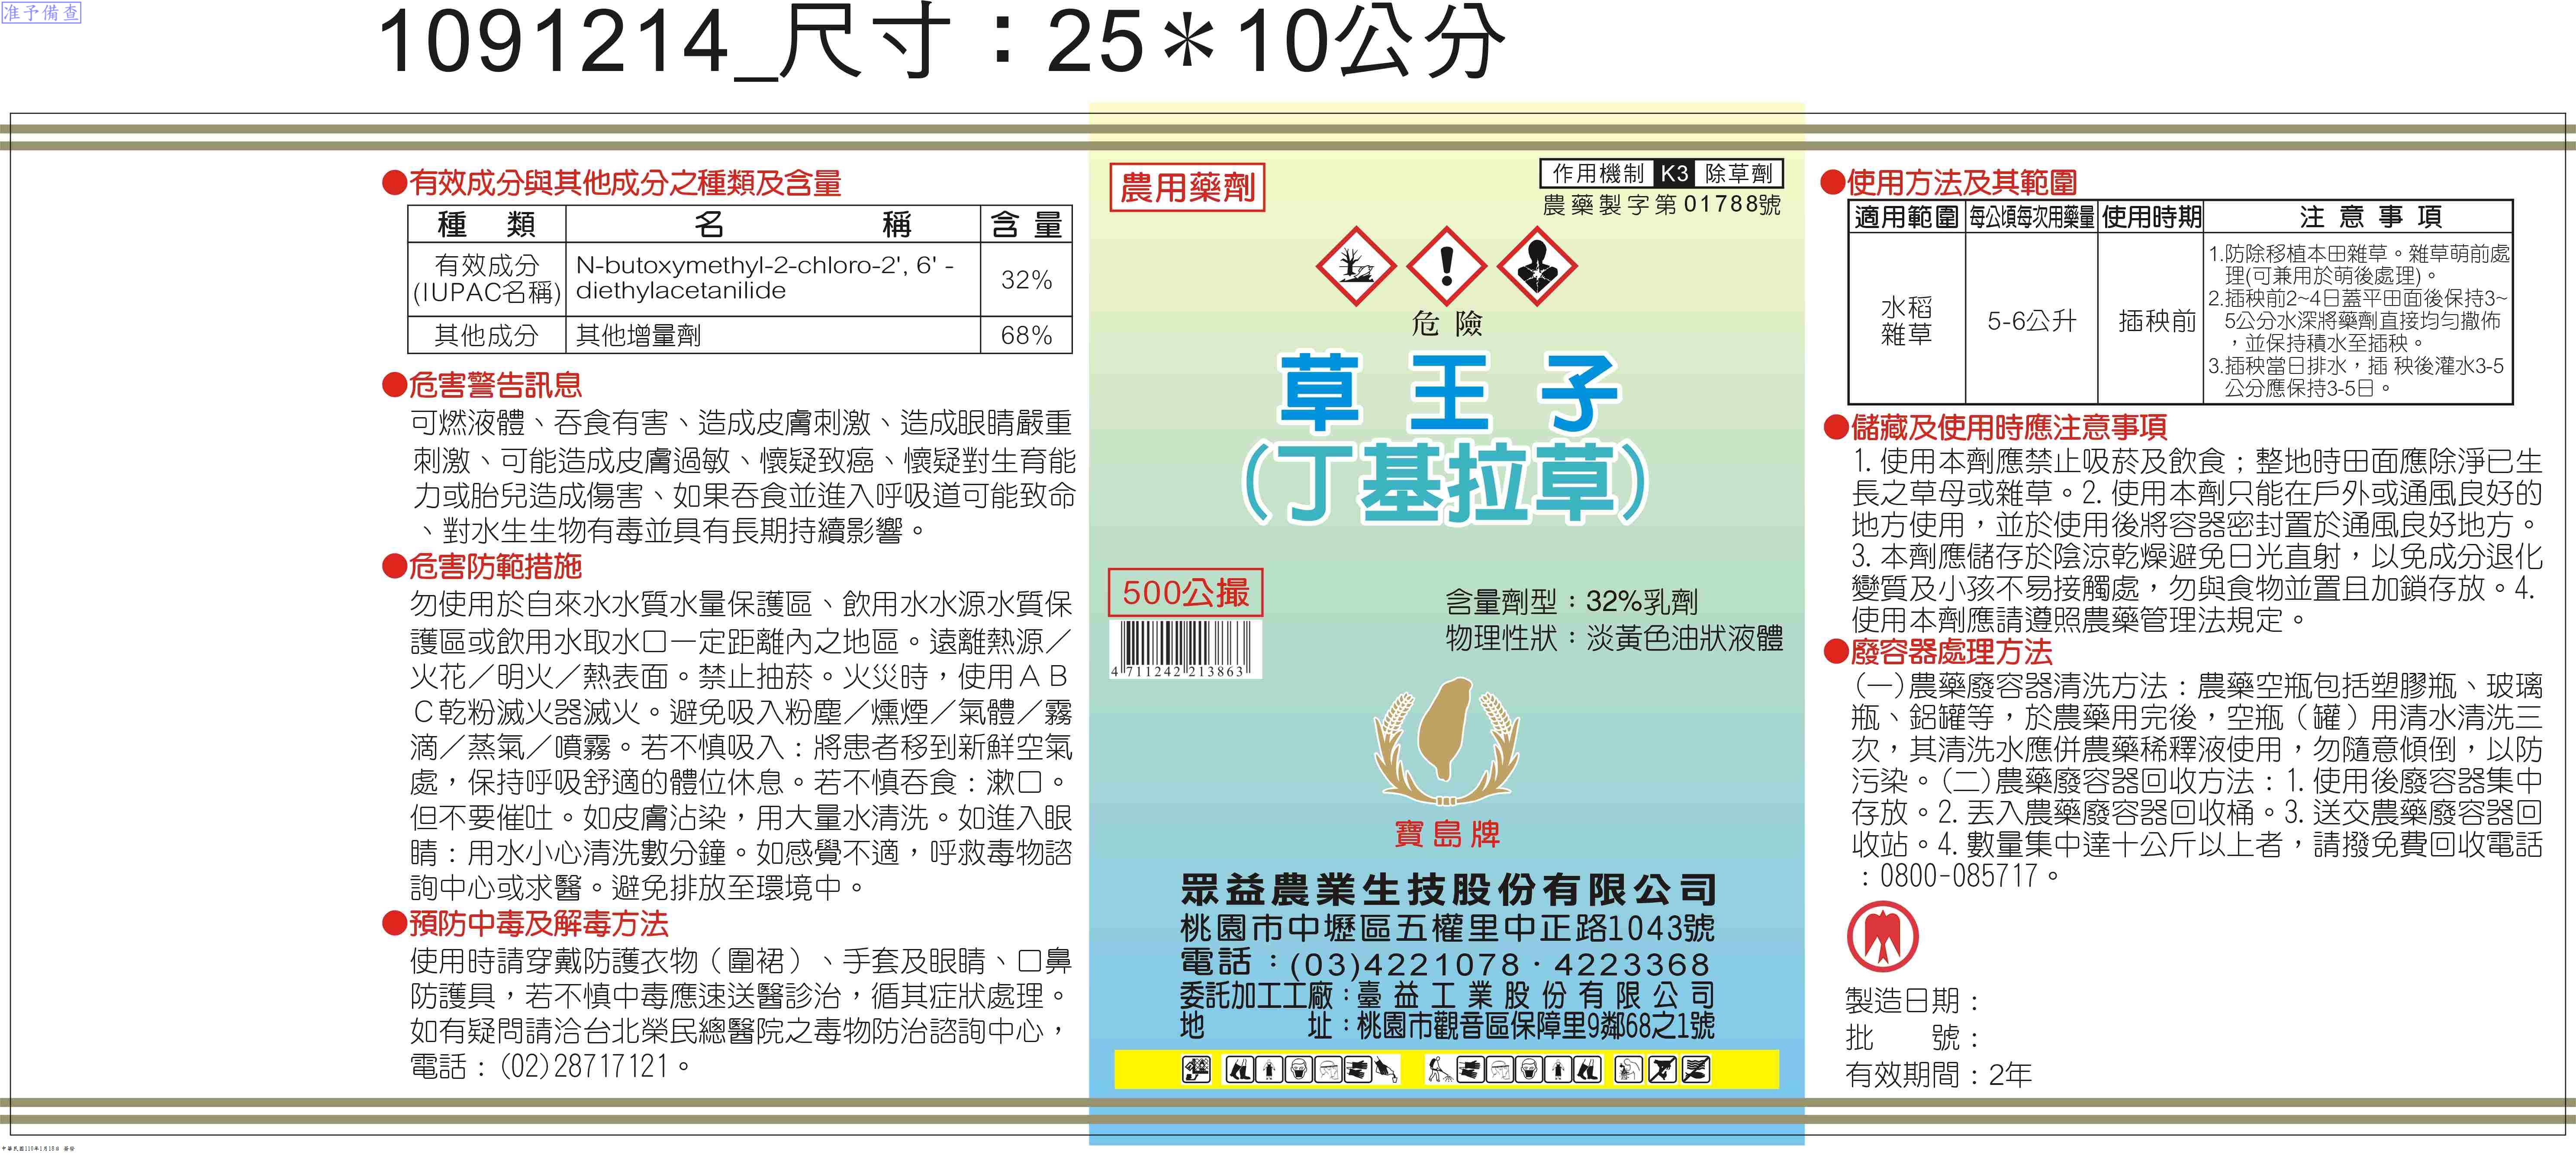 准予備查
1091214_尺寸：25＊10公分
●有效成分與其他成分之種類及含量
種 類 名 稱 含 量
有效成分
(IUPAC名稱)
N-butoxymethyl-2-chloro-2', 6' -
diethylacetanilide
32%
其他成分 其他增量劑 68%
●危害警告訊息
可燃液體、吞食有害、造成皮膚刺激、造成眼睛嚴重
刺激、可能造成皮膚過敏、懷疑致癌、懷疑對生育能
力或胎兒造成傷害、如果吞食並進入呼吸道可能致命
、對水生生物有毒並具有長期持續影響。
●危害防範措施
勿使用於自來水水質水量保護區、飲用水水源水質保
護區或飲用水取水口一定距離內之地區。遠離熱源／
火花／明火／熱表面。禁止抽菸。火災時，使用ＡＢ
Ｃ乾粉滅火器滅火。避免吸入粉塵／燻煙／氣體／霧
滴／蒸氣／噴霧。若不慎吸入：將患者移到新鮮空氣
處，保持呼吸舒適的體位休息。若不慎吞食：漱口。
但不要催吐。如皮膚沾染，用大量水清洗。如進入眼
睛：用水小心清洗數分鐘。如感覺不適，呼救毒物諮
詢中心或求醫。避免排放至環境中。
●預防中毒及解毒方法
使用時請穿戴防護衣物（圍裙）、手套及眼睛、口鼻
防護具，若不慎中毒應速送醫診治，循其症狀處理。
如有疑問請洽台北榮民總醫院之毒物防治諮詢中心，
電話：(02)28717121。
農用藥劑
作用機制 K3 除草劑
農藥製字第01788號
危險
草王子
(丁基拉草)
500公撮
4 711242 213863
含量劑型：32%乳劑
物理性狀：淡黃色油狀液體
寶島牌
眾益農業生技股份有限公司
桃園市中壢區五權里中正路1043號
電話：(03)4221078‧4223368
委託加工工廠：臺益工業股份有限公司
地 址：桃園市觀音區保障里9鄰68之1號
●使用方法及其範圍
適用範圍 每公頃每次用藥量 使用時期 注意事項
水稻
雜草
5-6公升
插秧前
1.防除移植本田雜草。雜草萌前處
理(可兼用於萌後處理)。
2.插秧前2~4日蓋平田面後保持3~
5公分水深將藥劑直接均勻撒佈
，並保持積水至插秧。
3.插秧當日排水，插 秧後灌水3-5
公分應保持3-5日。
●儲藏及使用時應注意事項
1.使用本劑應禁止吸菸及飲食；整地時田面應除淨已生
長之草母或雜草。2.使用本劑只能在戶外或通風良好的
地方使用，並於使用後將容器密封置於通風良好地方。
3.本劑應儲存於陰涼乾燥避免日光直射，以免成分退化
變質及小孩不易接觸處，勿與食物並置且加鎖存放。4.
使用本劑應請遵照農藥管理法規定。
●廢容器處理方法
(一)農藥廢容器清洗方法：農藥空瓶包括塑膠瓶、玻璃
瓶、鋁罐等，於農藥用完後，空瓶（罐）用清水清洗三
次，其清洗水應併農藥稀釋液使用，勿隨意傾倒，以防
污染。(二)農藥廢容器回收方法：1.使用後廢容器集中
存放。2.丟入農藥廢容器回收桶。3.送交農藥廢容器回
收站。4.數量集中達十公斤以上者，請撥免費回收電話
：0800-085717。
製造日期：
批 號：
有效期間：2年